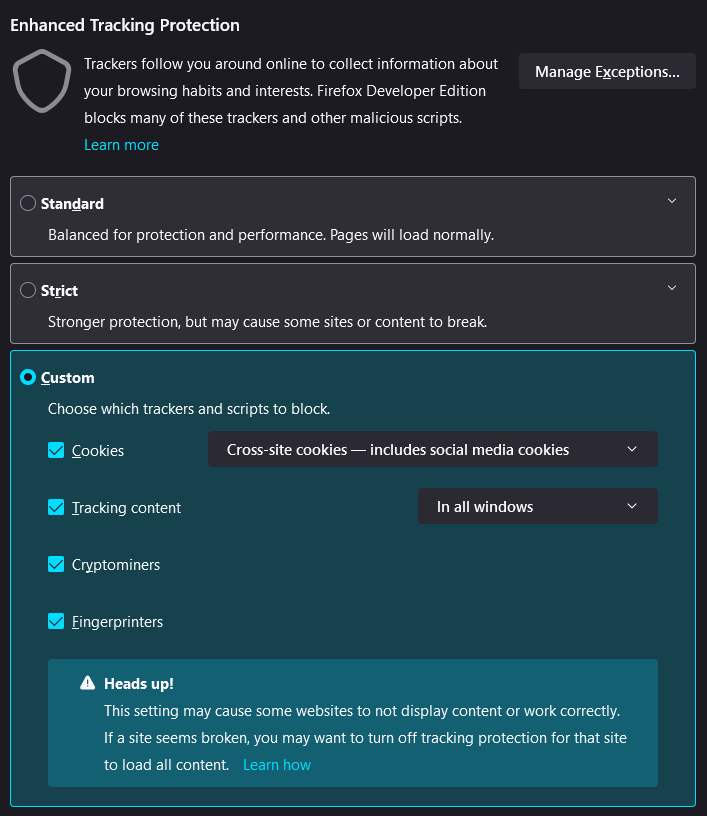 Enhanced Tracking Protection
Trackers follow you around online to collect information about
your browsing habits and interests. Firefox Developer Edition
blocks many of these trackers and other malicious scripts.
Learn more
Manage Exceptions...
Standard
Balanced for protection and performance. Pages will load normally.
Strict
Stronger protection, but may cause some sites or content to break.
Custom
Choose which trackers and scripts to block.
Cookies
Cross-site cookies — includes social media cookies
Tracking content
In all windows
Cryptominers
Fingerprinters
Heads up!
This setting may cause some websites to not display content or work correctly.
If a site seems broken, you may want to turn off tracking protection for that site
to load all content. Learn how